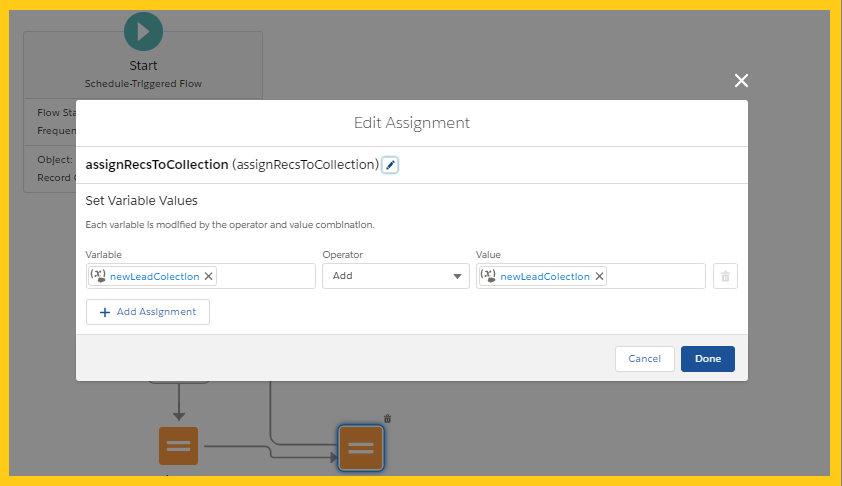 Start
Schedule-Triggered Flow
Flow Sta
Frequen
Object:
Record
Edit Assignment
assignRecsToCollection (assignRecsToCollection)
Set Variable Values
Each variable is modified by the operator and value combination.
Variable Operator Value
newLeadColection Add newLeadColection
+ Add Assignment
Cancel Done